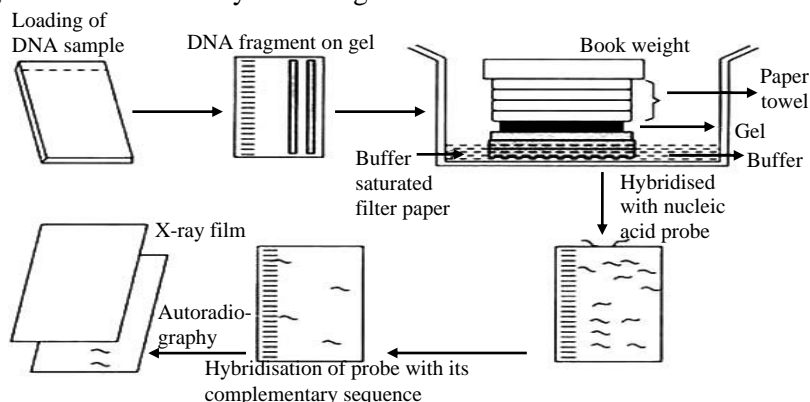 Loading of
DNA sample
DNA fragment on gel
Book weight
Paper
towel
Gel
Buffer
Buffer
saturated
filter paper
Hybridised
with nucleic
acid probe
X-ray film
Autoradio-
graphy
Hybridisation of probe with its
complementary sequence